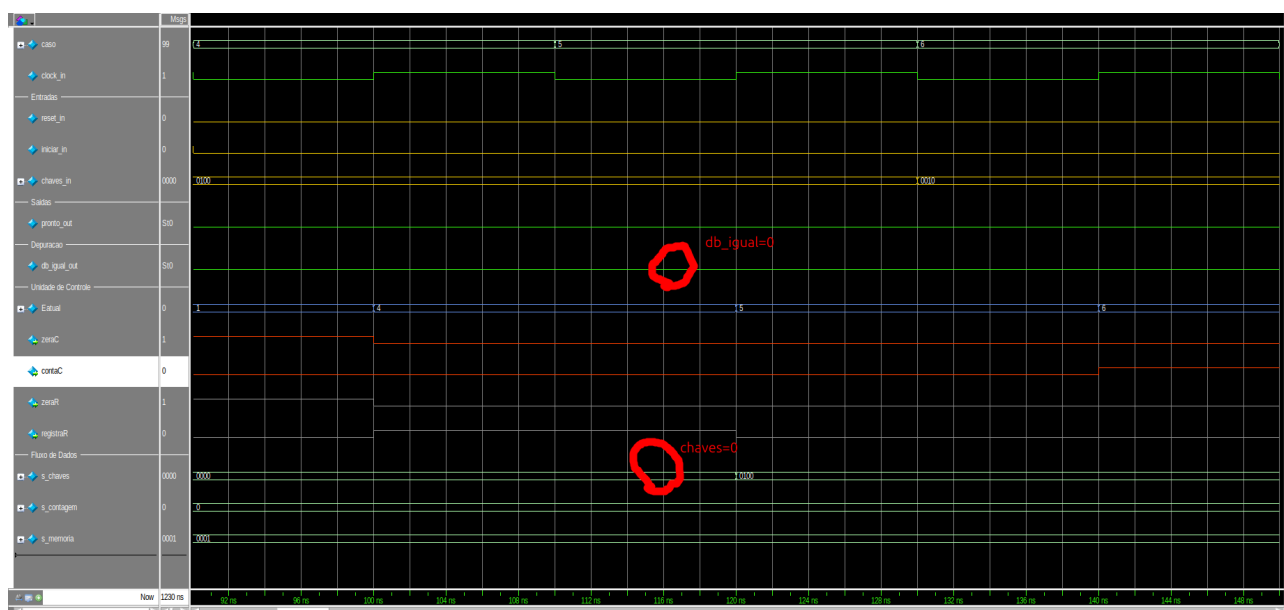 Msgs
caso 99 4 5 6
clock_in 1
Entradas
reset_in 0
iniciar_in 0
chaves_in 0000 0100 0010
Saidas
pronto_out St0
db_igual=0
Depuracao
db_igual_out St0
Unidade de Controle
Eatual 0 1 4 5 6
zeraC 1
contaC 0
zeraR 1
registraR 0
chaves=0
Fluxo de Dados
s_chaves 0000 0000 0100
s_contagem 0 0
s_memoria 0001 0001
Now 1230 ns 92 ns 96 ns 100 ns 104 ns 108 ns 112 ns 116 ns 120 ns 124 ns 128 ns 132 ns 136 ns 140 ns 144 ns 148 ns